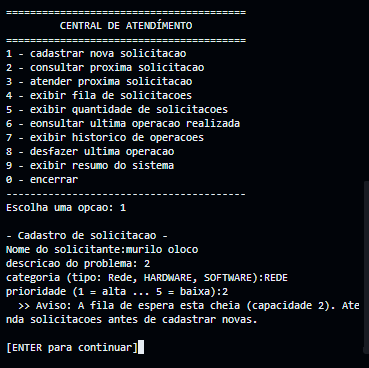 ========================================
CENTRAL DE ATENDÍMENTO
========================================
1 - cadastrar nova solicitacao
2 - consultar proxima solicitacao
3 - atender proxima solicitacao
4 - exibir fila de solicitacoes
5 - exibir quantidade de solicitacoes
6 - eonsultar ultima operacao realizada
7 - exibir historico de operacoes
8 - desfazer ultima operacao
9 - exibir resumo do sistema
0 - encerrar
----------------------------------------
Escolha uma opcao: 1
- Cadastro de solicitacao -
Nome do solicitante:murilo oloco
descricao do problema: 2
categoria (tipo: Rede, HARDWARE, SOFTWARE):REDE
prioridade (1 = alta ... 5 = baixa):2
>> Aviso: A fila de espera esta cheia (capacidade 2). Ate
nda solicitacoes antes de cadastrar novas.
[ENTER para continuar]